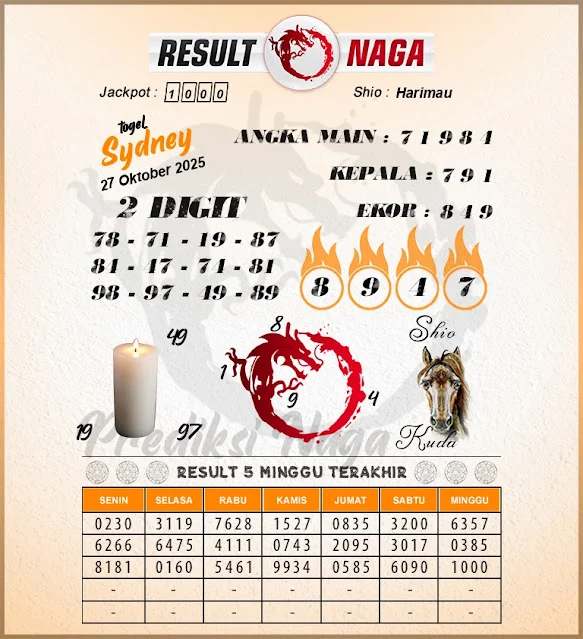 RESULT NAGA
Jackpot : 1000 Shio : Harimau
togel
Sydney
27 Oktober 2025
ANGKA MAIN : 7 1 9 8 4
KEPALA : 7 9 1
EKOR : 8 4 9
2 DIGIT
78 - 71 - 19 - 87
81 - 47 - 74 - 81
98 - 97 - 49 - 89
8 9 4 7
49
19
97
8
1
9
4
Shio
Kuda
Prediksi Naga
RESULT 5 MINGGU TERAKHIR
SENIN SELASA RABU KAMIS JUMAT SABTU MINGGU
0230 3119 7628 1527 0835 3200 6357
6266 6475 4111 0743 2095 3017 0385
8181 0160 5461 9934 0585 6090 1000
- - - - - - -
- - - - - - -